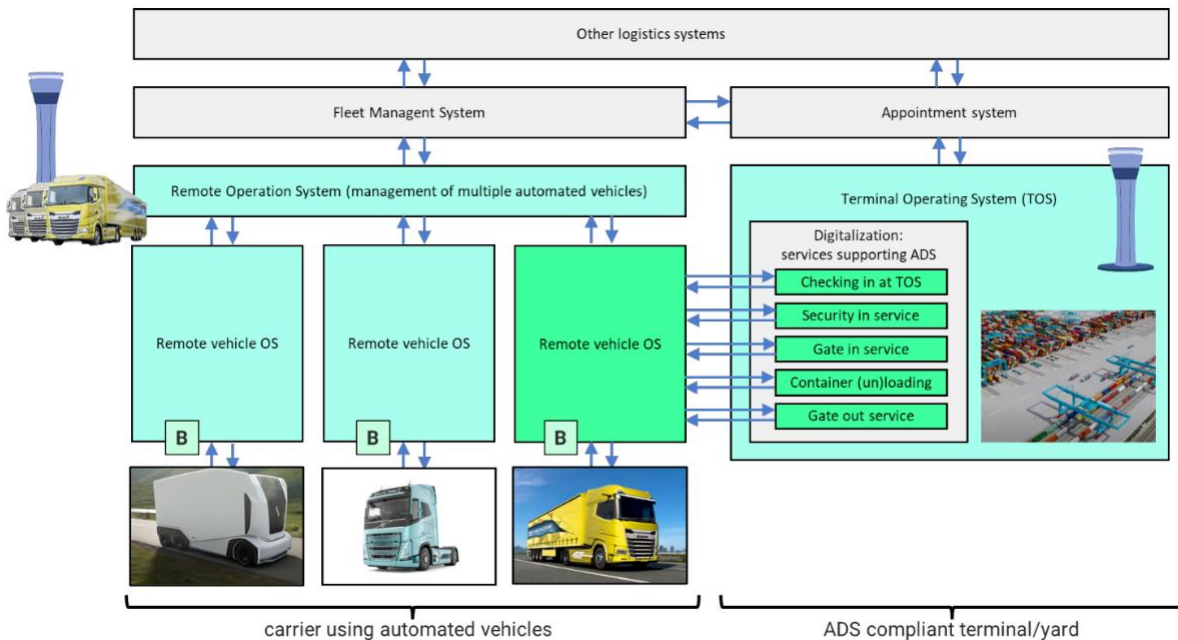 Other logistics systems
Fleet Managent System
Appointment system
Remote Operation System (management of multiple automated vehicles)
Terminal Operating System (TOS)
Digitalization:
services supporting ADS
Checking in at TOS
Security in service
Gate in service
Container (un)loading
Gate out service
Remote vehicle OS
Remote vehicle OS
Remote vehicle OS
B
B
B
carrier using automated vehicles
ADS compliant terminal/yard